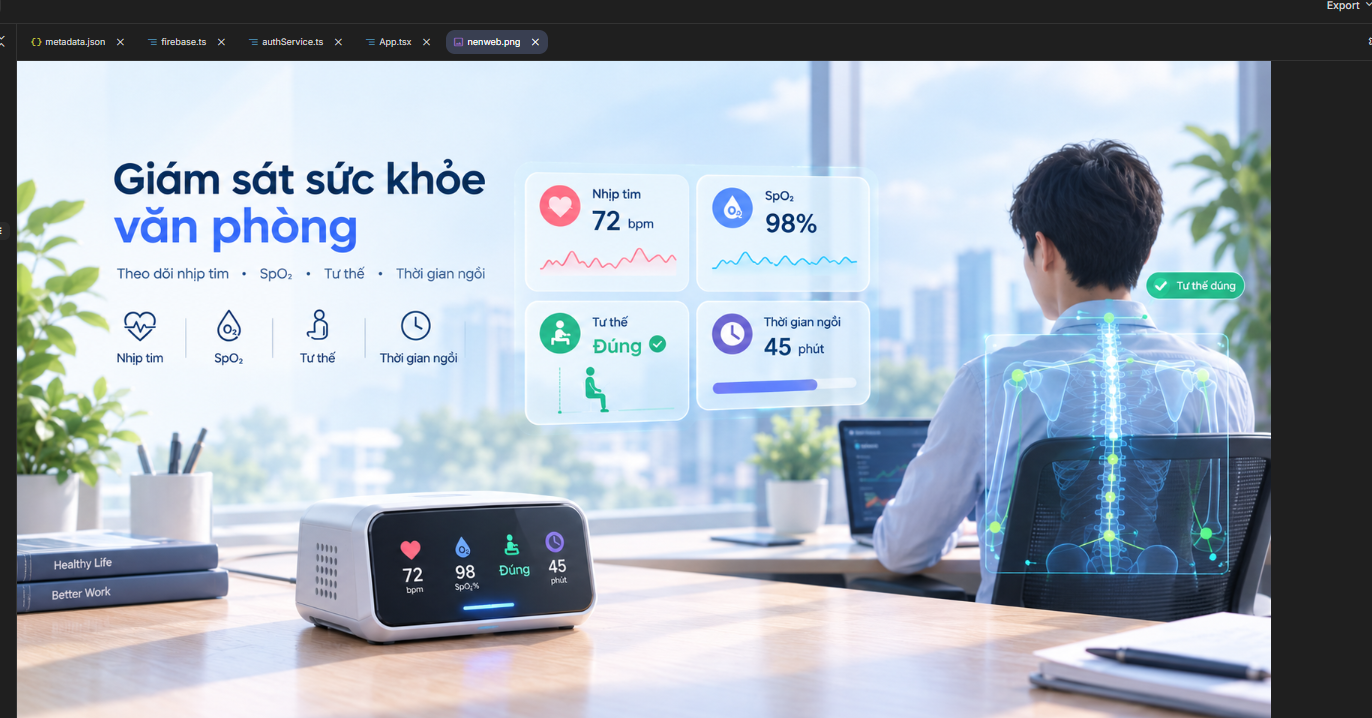 Export
metadata.json
firebase.ts
authService.ts
App.tsx
nenweb.png
Giám sát sức khỏe
văn phòng
Theo dõi nhịp tim • SpO₂ • Tư thế • Thời gian ngồi
Nhịp tim
SpO₂
Tư thế
Thời gian ngồi
Nhịp tim
72 bpm
SpO₂
O₂
98%
Tư thế
Đúng
Thời gian ngồi
45 phút
Tư thế đúng
Healthy Life
Better Work
72
bpm
98
SpO₂%
Đúng
45
phút